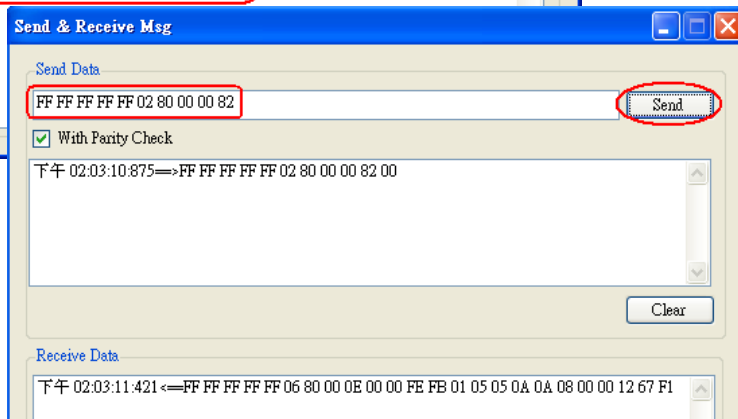 Send & Receive Msg
Send Data
FF FF FF FF FF 02 80 00 00 82
Send
With Parity Check
下午 02:03:10:875==>FF FF FF FF FF 02 80 00 00 82 00
Clear
Receive Data
下午 02:03:11:421<==FF FF FF FF FF 06 80 00 0E 00 00 FE FB 01 05 05 0A 0A 08 00 00 12 67 F1